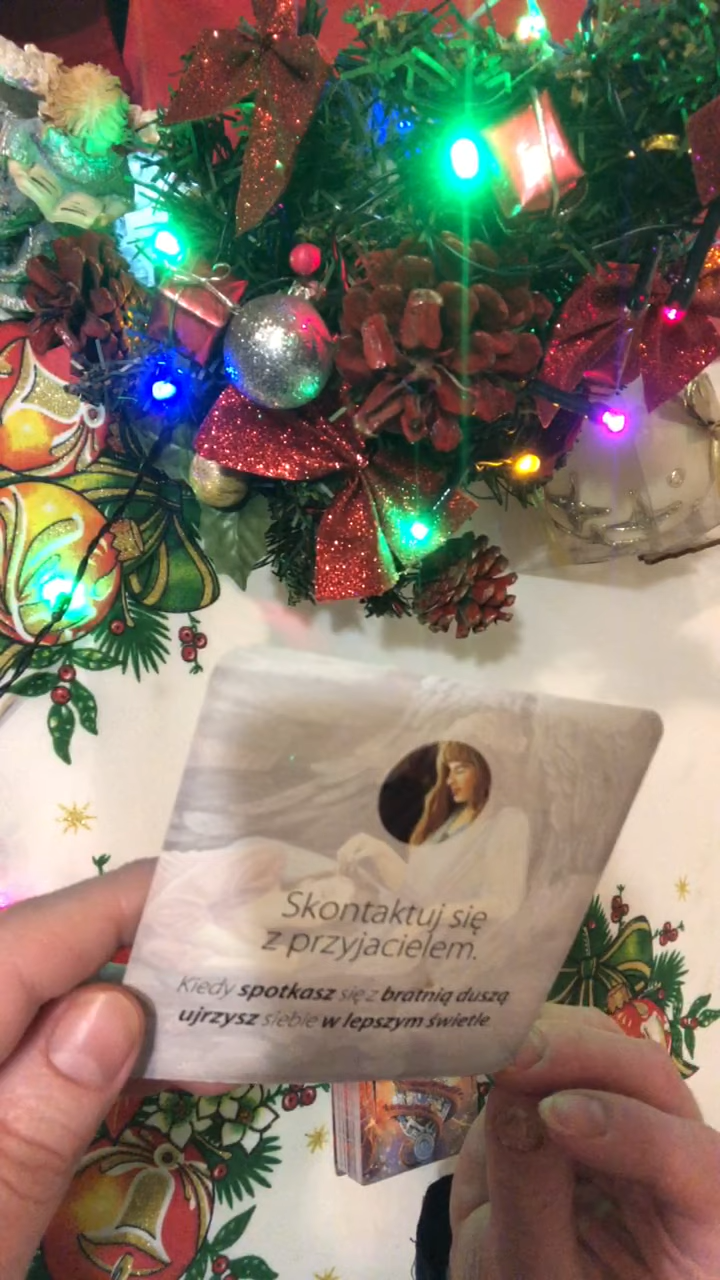 Skontaktuj się
z przyjacielem.
Kiedy spotkasz się z bratnią duszą
ujrzysz siebie w lepszym świetle